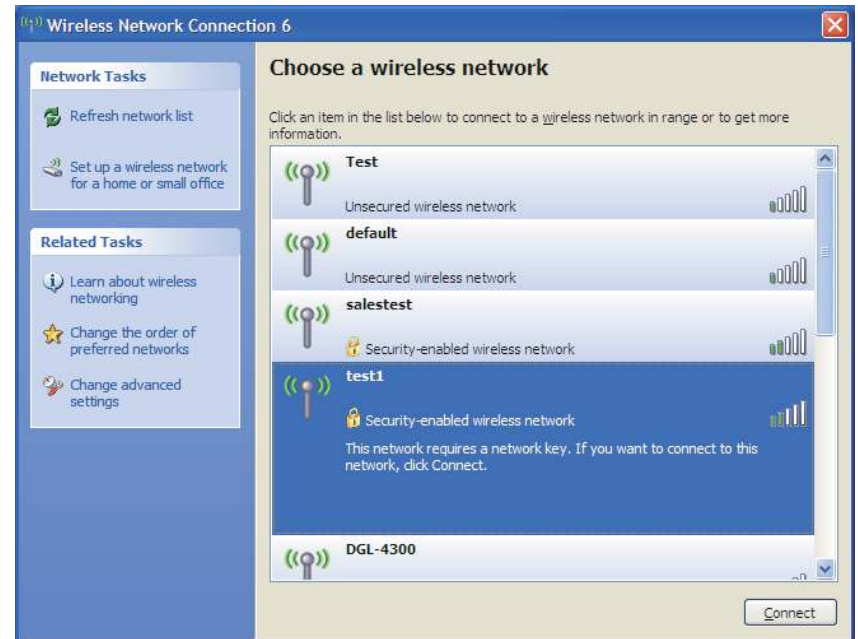 Wireless Network Connection 6
Network Tasks
Refresh network list
Set up a wireless network
for a home or small office
Related Tasks
Learn about wireless
networking
Change the order of
preferred networks
Change advanced
settings
Choose a wireless network
Click an item in the list below to connect to a wireless network in range or to get more
information.
Test
Unsecured wireless network
default
Unsecured wireless network
salestest
Security-enabled wireless network
test1
Security-enabled wireless network
This network requires a network key. If you want to connect to this
network, click Connect.
DGL-4300
Connect